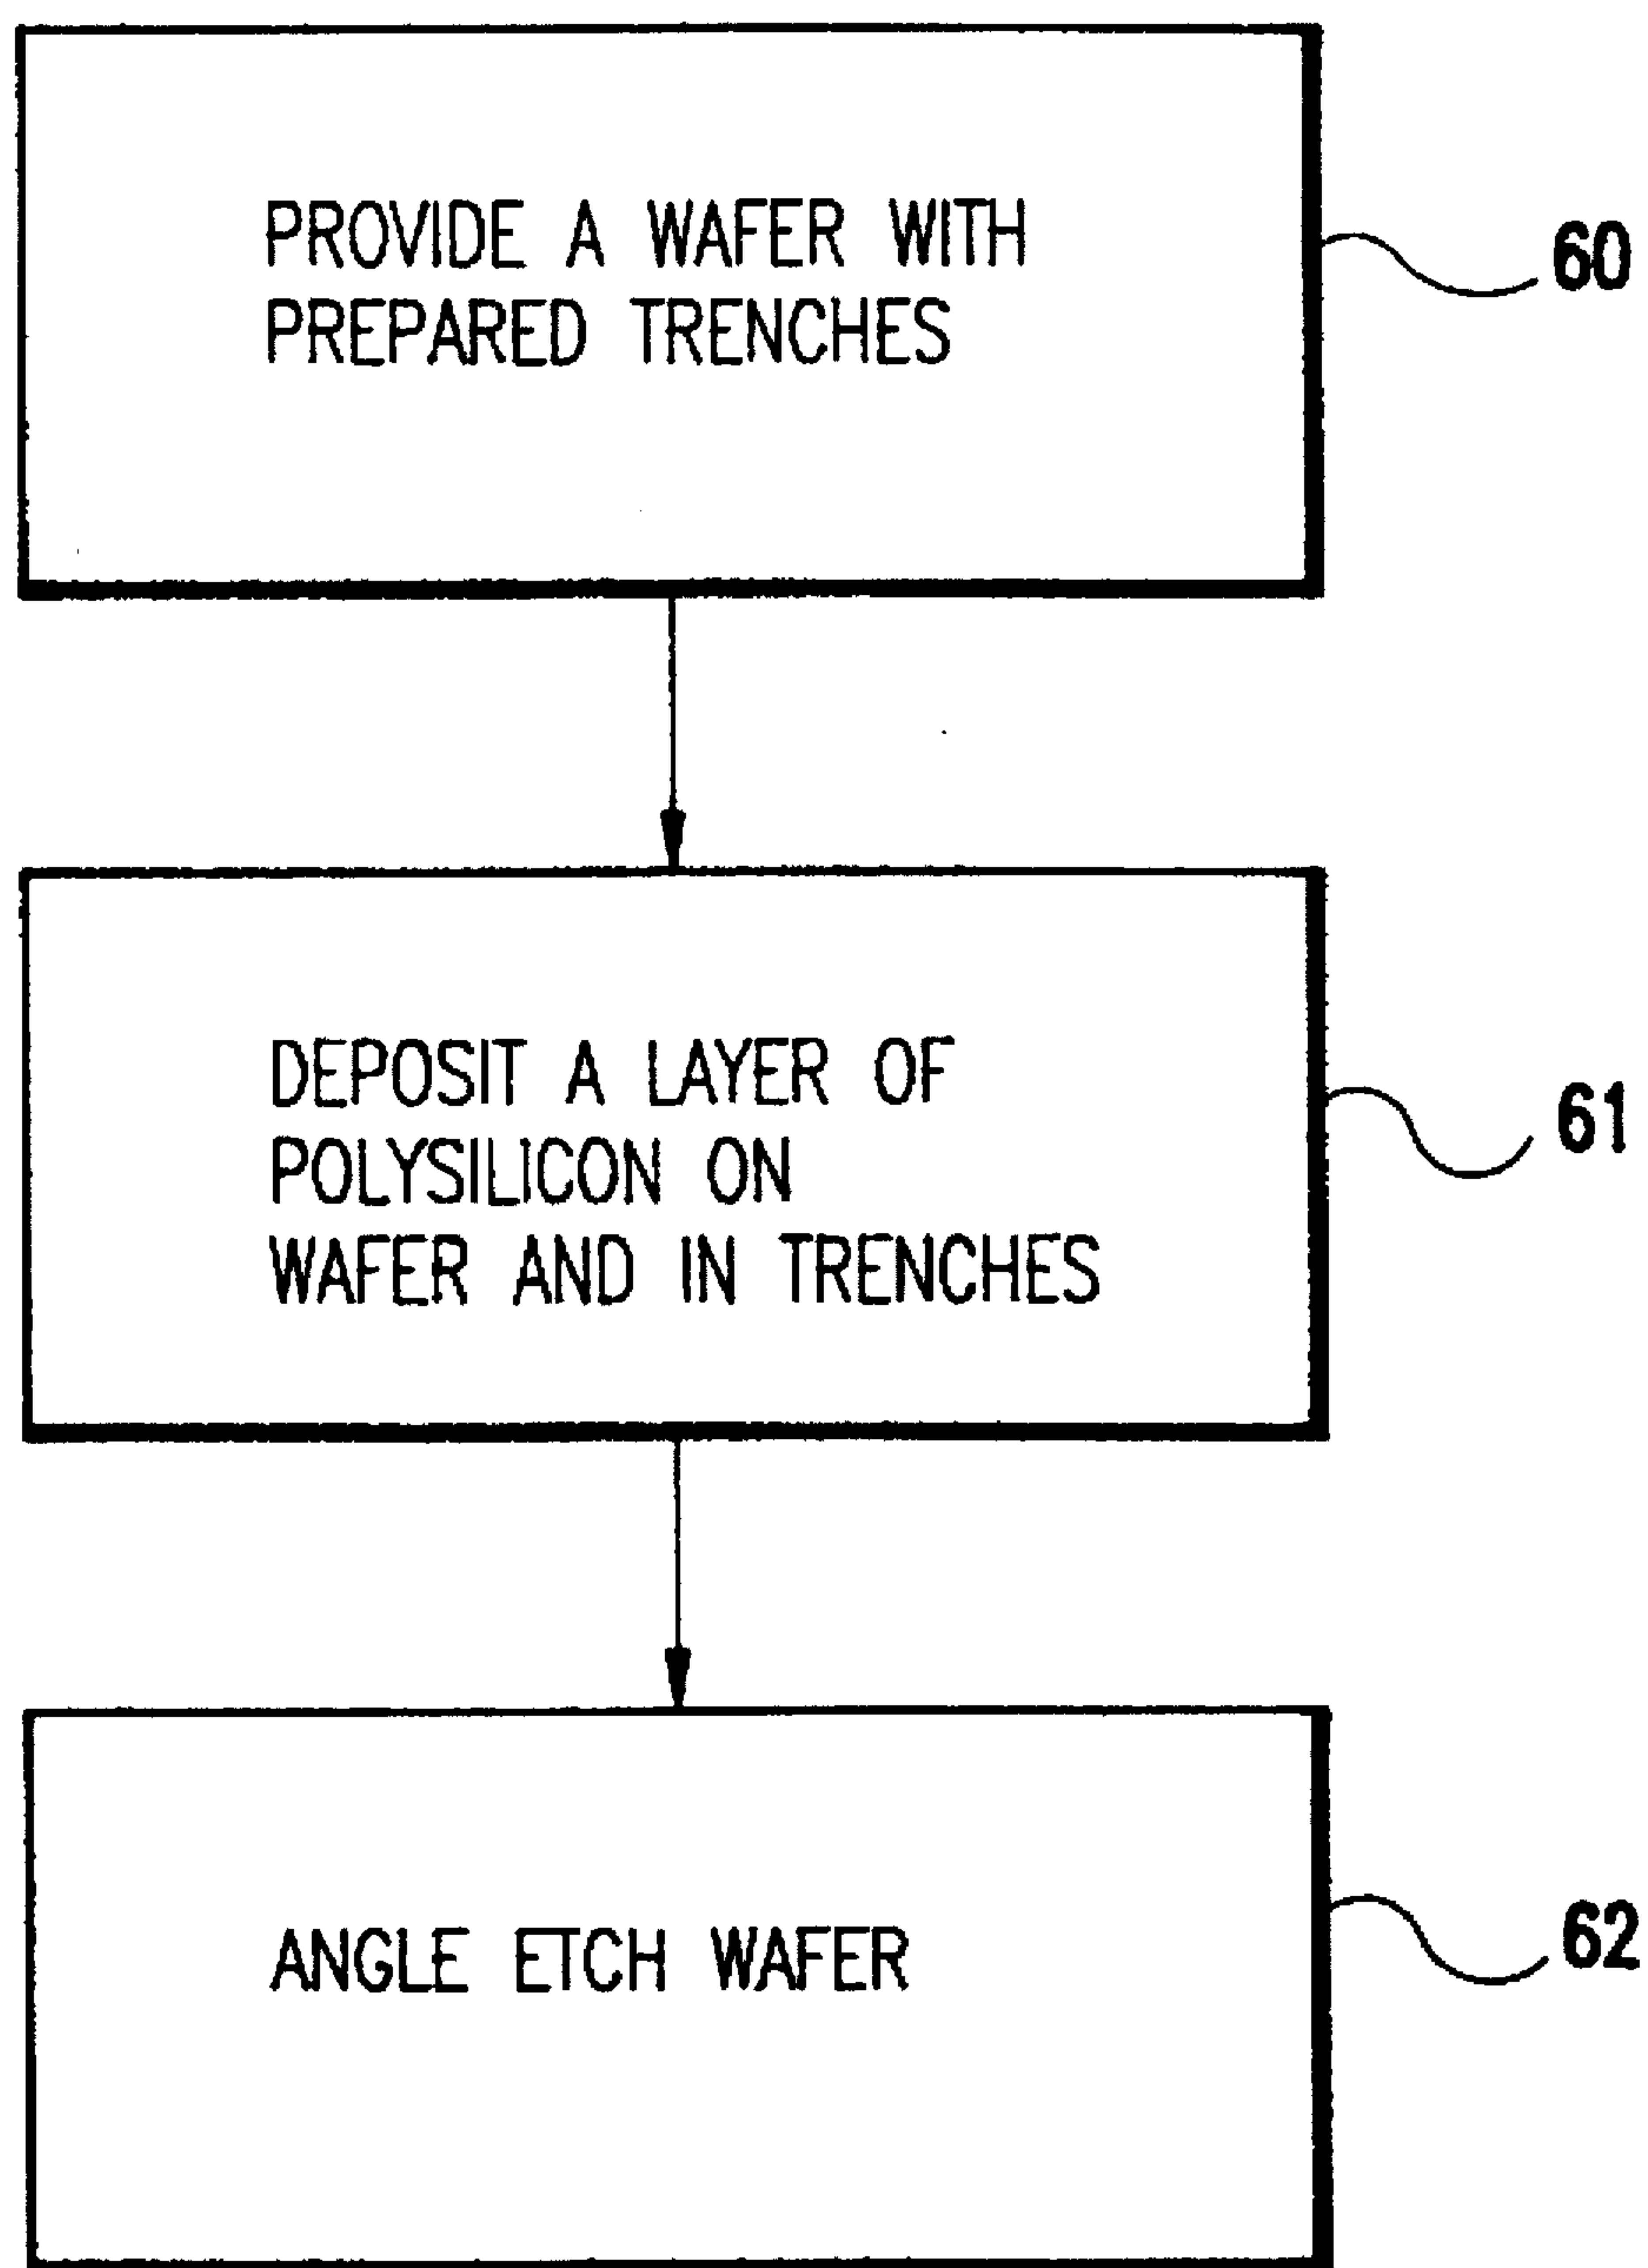 PROVIDE A WAFER WITH
PREPARED TRENCHES
60
DEPOSIT A LAYER OF
POLYSILICON ON
WAFER AND IN TRENCHES
61
ANGLE ETCH WAFER
62